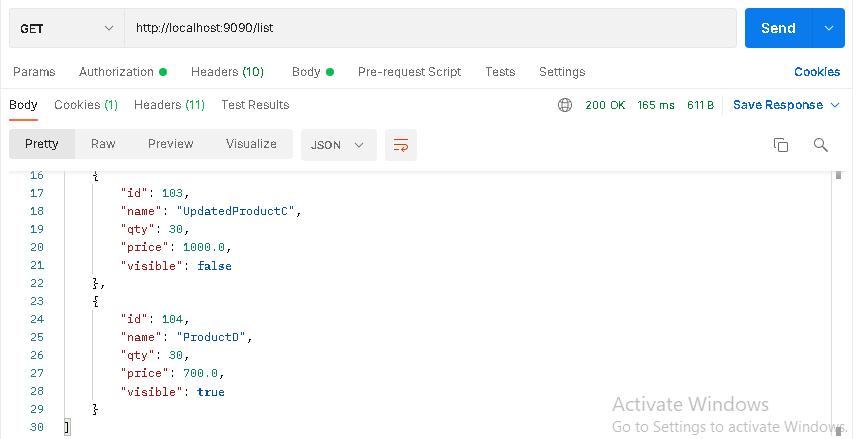 GET http://localhost:9090/list Send
Params Authorization Headers (10) Body Pre-request Script Tests Settings Cookies
Body Cookies (1) Headers (11) Test Results 200 OK 165 ms 611 B Save Response
Pretty Raw Preview Visualize JSON
16 {
17 "id": 103,
18 "name": "UpdatedProductC",
19 "qty": 30,
20 "price": 1000.0,
21 "visible": false
22 },
23 {
24 "id": 104,
25 "name": "ProductD",
26 "qty": 30,
27 "price": 700.0,
28 "visible": true
29 }
30 ]
Activate Windows
Go to Settings to activate Windows.